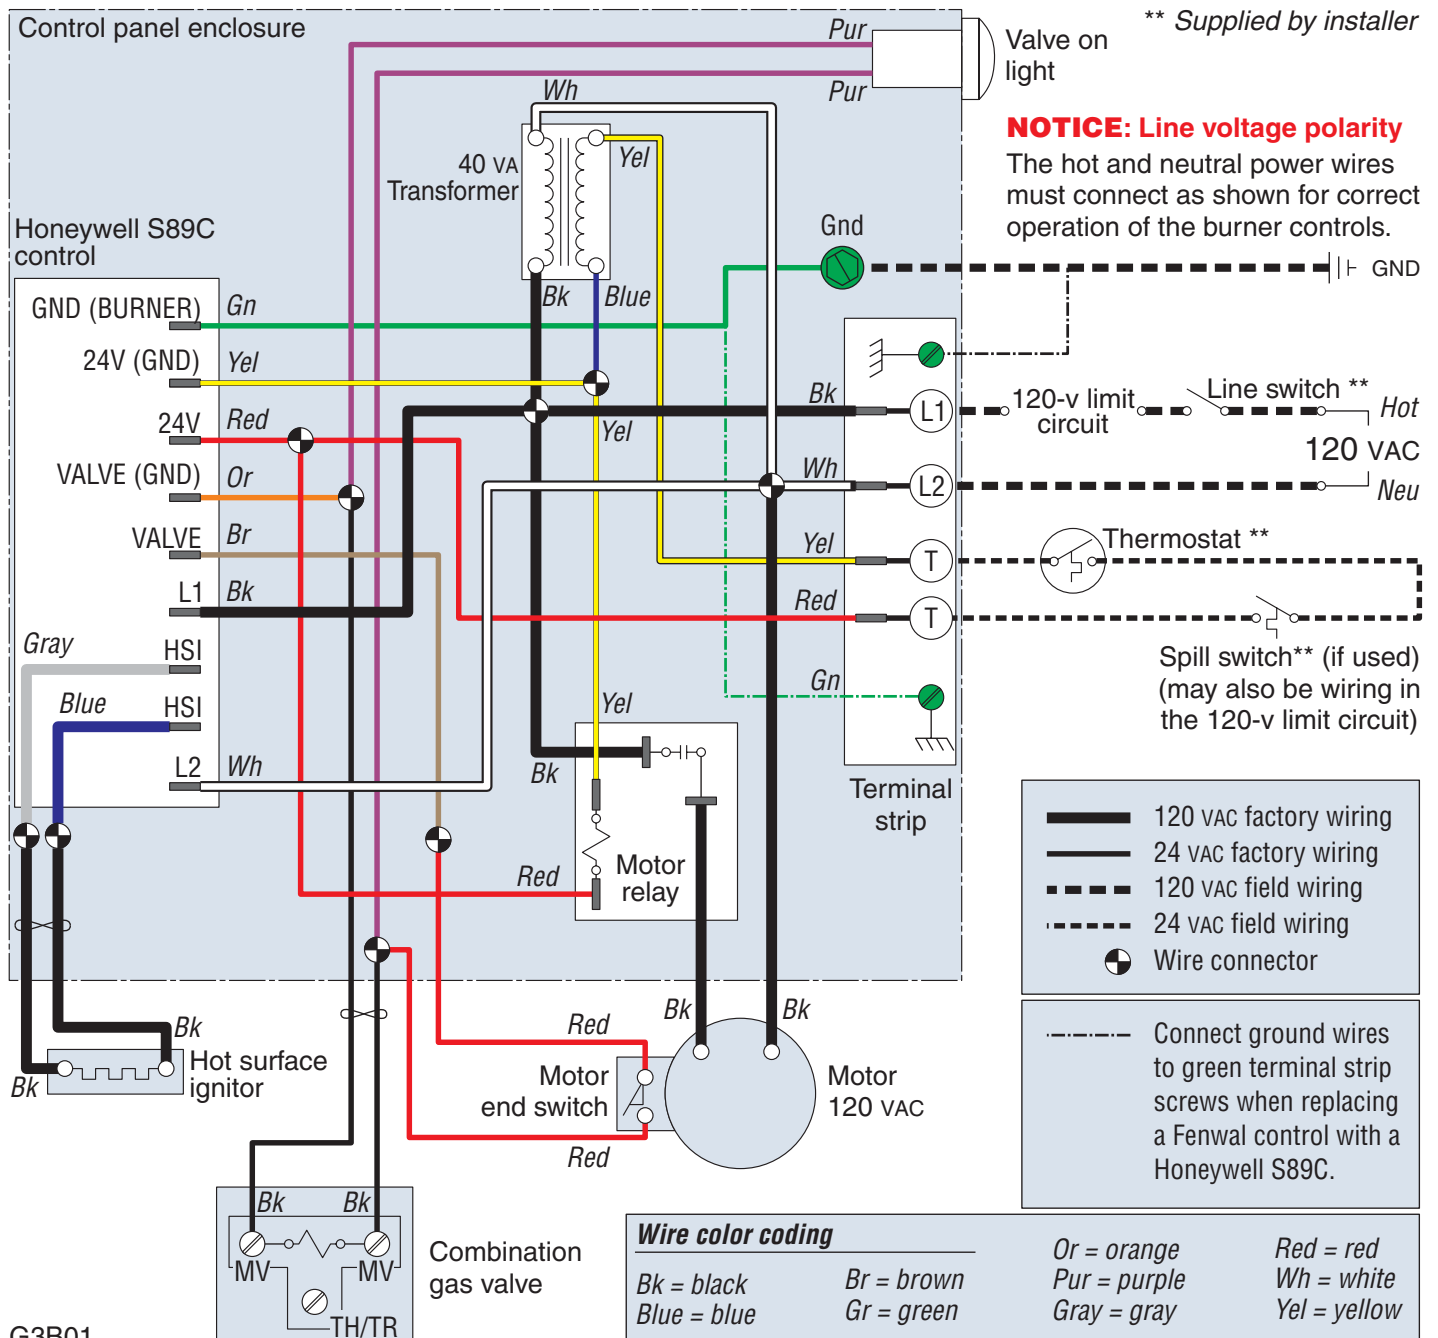 Control panel enclosure
Pur
Pur
Valve on
light
** Supplied by installer
NOTICE: Line voltage polarity
The hot and neutral power wires
must connect as shown for correct
operation of the burner controls.
Wh
40 VA
Transformer
Yel
Bk
Blue
Gnd
GND
Honeywell S89C
control
GND (BURNER)
Gn
24V (GND)
Yel
24V
Red
VALVE (GND)
Or
VALVE
Br
L1
Bk
HSI
Gray
HSI
Blue
L2
Wh
Yel
Bk
L1
120-v limit
circuit
Line switch **
Hot
120 VAC
Neu
Wh
L2
Yel
T
Thermostat **
Red
T
Spill switch** (if used)
(may also be wiring in
the 120-v limit circuit)
Gn
Terminal
strip
Yel
Bk
Motor
relay
Red
120 VAC factory wiring
24 VAC factory wiring
120 VAC field wiring
24 VAC field wiring
Wire connector
Connect ground wires
to green terminal strip
screws when replacing
a Fenwal control with a
Honeywell S89C.
Bk
Bk
Hot surface
ignitor
Red
Motor
end switch
Red
Bk
Bk
Motor
120 VAC
Bk
Bk
MV
MV
TH/TR
Combination
gas valve
Wire color coding
Bk = black
Blue = blue
Br = brown
Gr = green
Or = orange
Pur = purple
Gray = gray
Red = red
Wh = white
Yel = yellow
G3B01